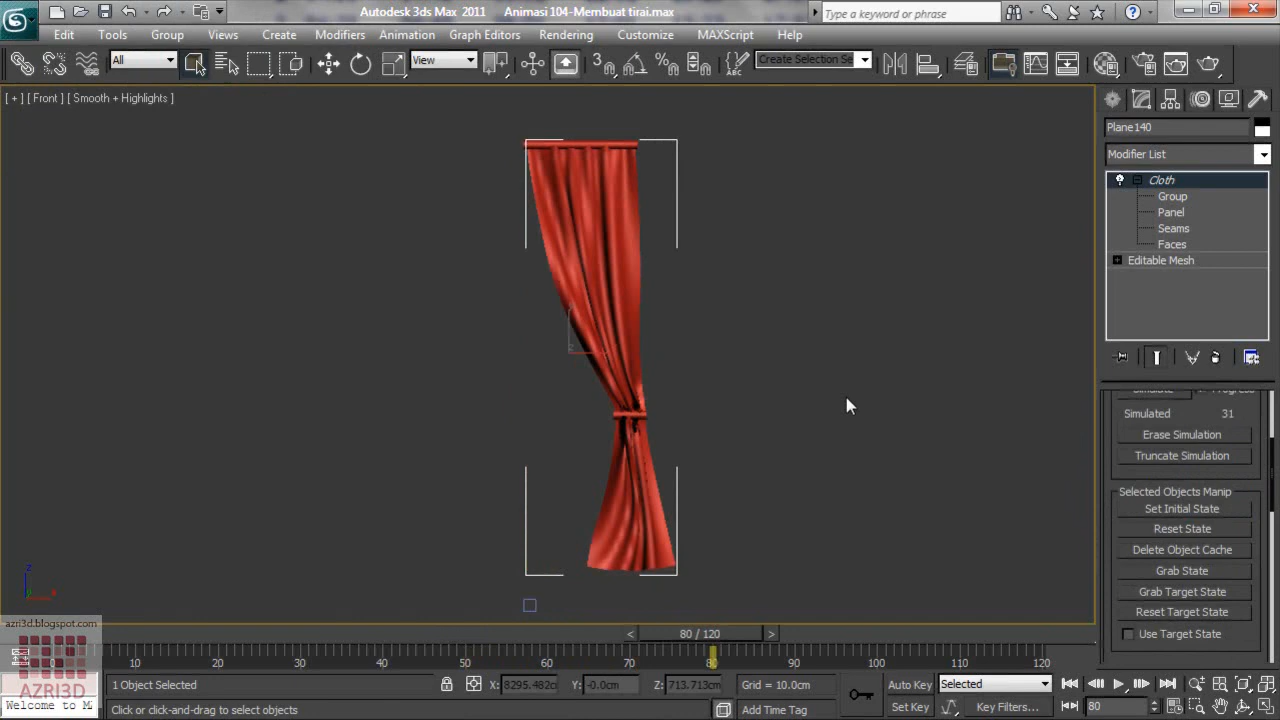 Autodesk 3ds Max 2011 Animasi 104-Membuat tirai.max
Type a keyword or phrase
Edit Tools Group Views Create Modifiers Animation Graph Editors Rendering Customize MAXScript Help
All
View
3
Create Selection Se
ABC
[ + ] [ Front ] [ Smooth + Highlights ]
Plane140
Modifier List
Cloth
Group
Panel
Seams
Faces
Editable Mesh
Simulated 31
Erase Simulation
Truncate Simulation
Selected Objects Manip
Set Initial State
Reset State
Delete Object Cache
Grab State
Grab Target State
Reset Target State
Use Target State
z
x
azri3d.blogspot.com
AZRI3D
< 80 / 120 >
10 20 30 40 50 60 70 80 90 100 110 120
1 Object Selected
X: 8295.482cm Y: -0.0cm Z: 713.713cm
Grid = 10.0cm
Auto Key
Selected
Welcome to M
Click or click-and-drag to select objects
Add Time Tag
Set Key
Key Filters...
80